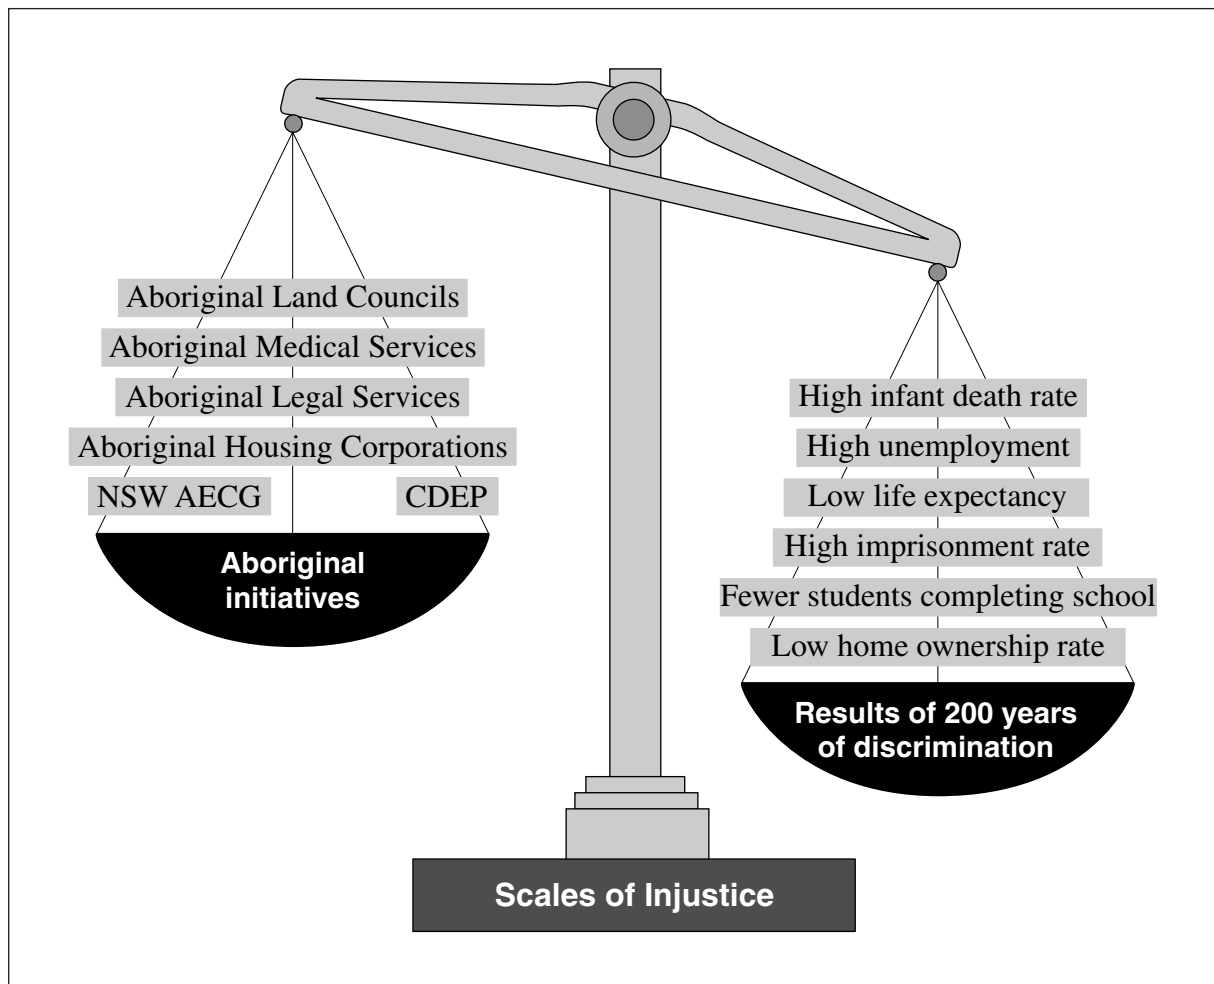 Aboriginal Land Councils
Aboriginal Medical Services
Aboriginal Legal Services
Aboriginal Housing Corporations
NSW AECG
CDEP
Aboriginal
initiatives
High infant death rate
High unemployment
Low life expectancy
High imprisonment rate
Fewer students completing school
Low home ownership rate
Results of 200 years
of discrimination
Scales of Injustice